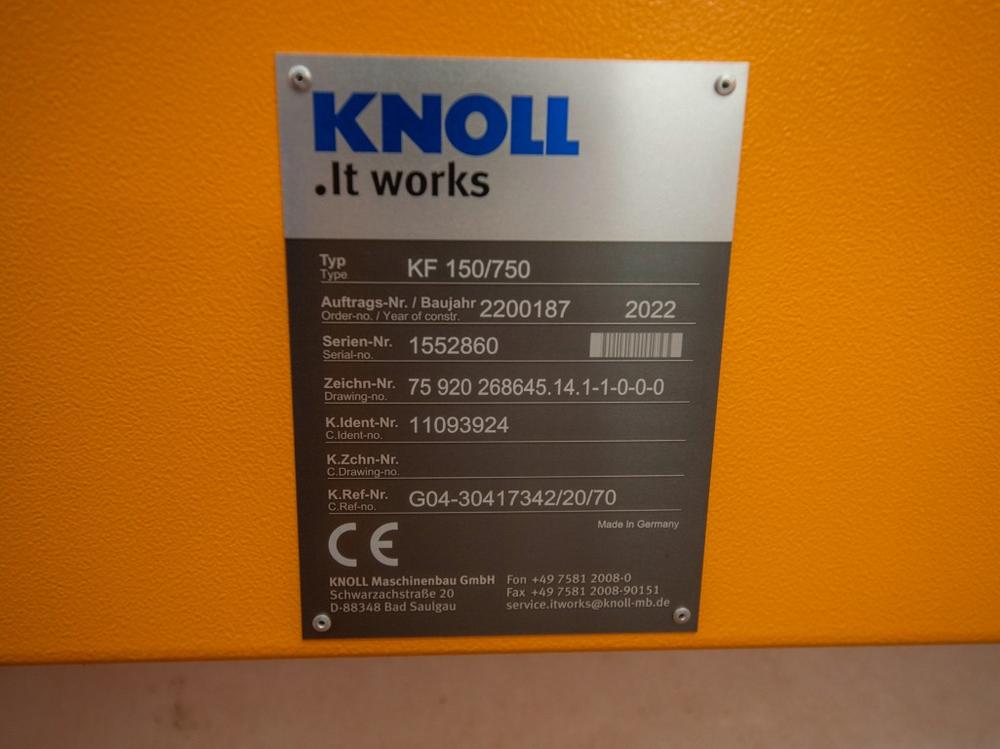 KNOLL
.It works
Typ
Type
KF 150/750
Auftrags-Nr. / Baujahr 2200187 2022
Order-no. / Year of constr.
Serien-Nr. 1552860
Serial-no.
Zeichn-Nr. 75 920 268645.14.1-1-0-0-0
Drawing-no.
K.Ident-Nr. 11093924
C.Ident-no.
K.Zchn-Nr.
C.Drawing-no.
K.Ref-Nr. G04-30417342/20/70
C.Ref-no.
Made in Germany
CE
KNOLL Maschinenbau GmbH Fon +49 7581 2008-0
Schwarzachstraße 20 Fax +49 7581 2008-90151
D-88348 Bad Saulgau service.itworks@knoll-mb.de